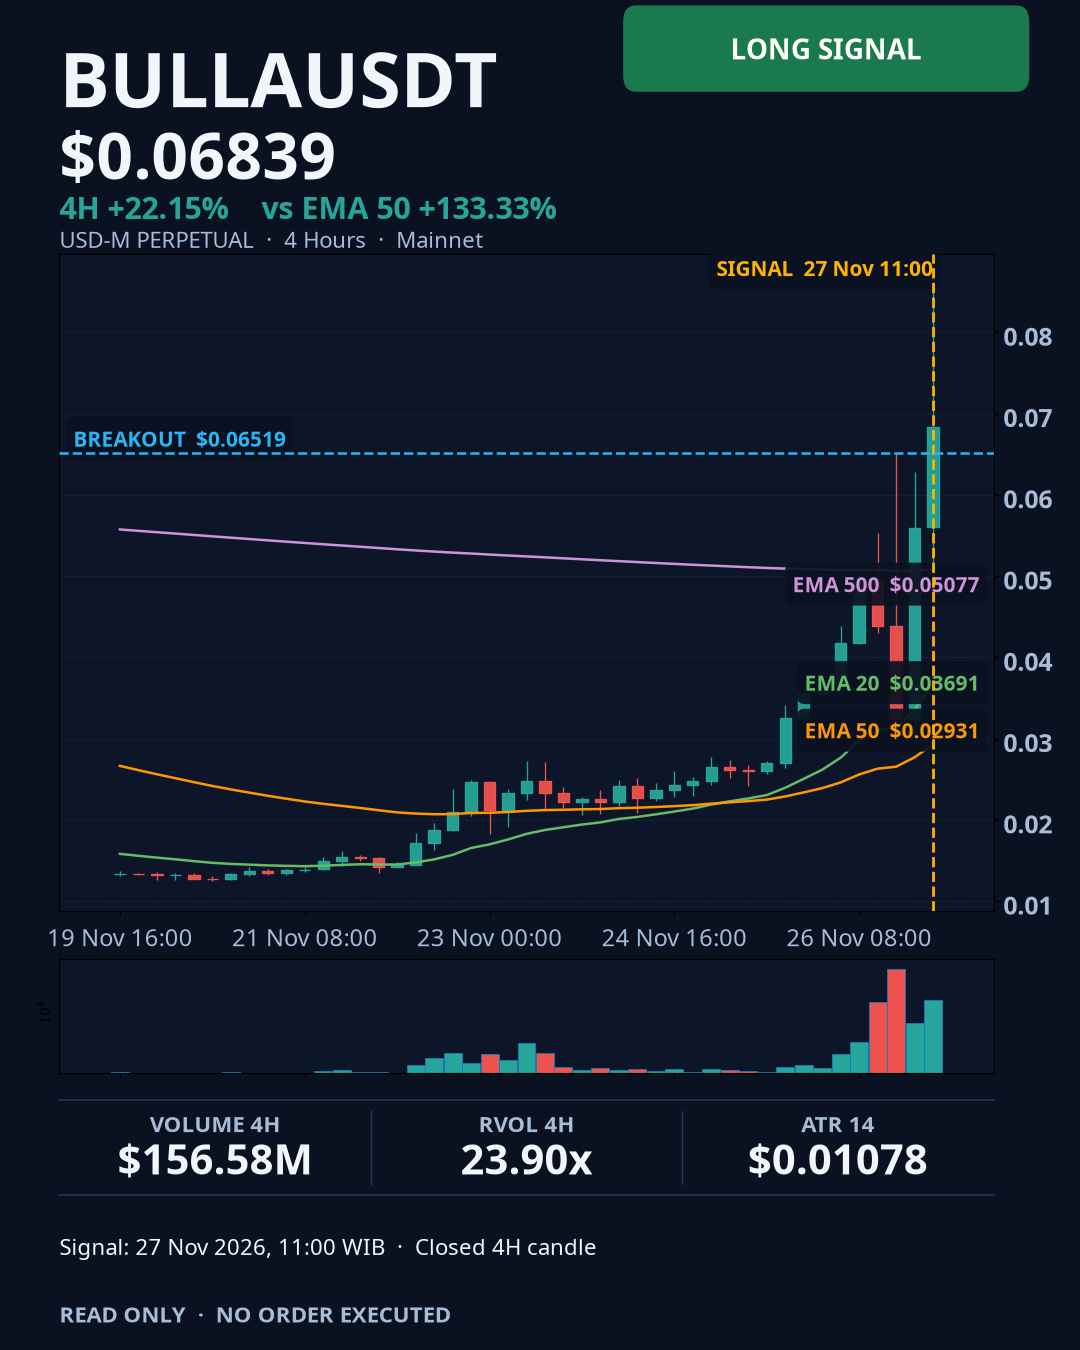 LONG SIGNAL
BULLAUSDT
$0.06839
4H +22.15% vs EMA 50 +133.33%
USD-M PERPETUAL · 4 Hours · Mainnet
SIGNAL 27 Nov 11:00
0.08
0.07
BREAKOUT $0.06519
0.06
0.05
EMA 500 $0.05077
0.04
EMA 20 $0.03691
EMA 50 $0.02931
0.03
0.02
0.01
19 Nov 16:00 21 Nov 08:00 23 Nov 00:00 24 Nov 16:00 26 Nov 08:00
10⁶
VOLUME 4H RVOL 4H ATR 14
$156.58M 23.90x $0.01078
Signal: 27 Nov 2026, 11:00 WIB · Closed 4H candle
READ ONLY · NO ORDER EXECUTED